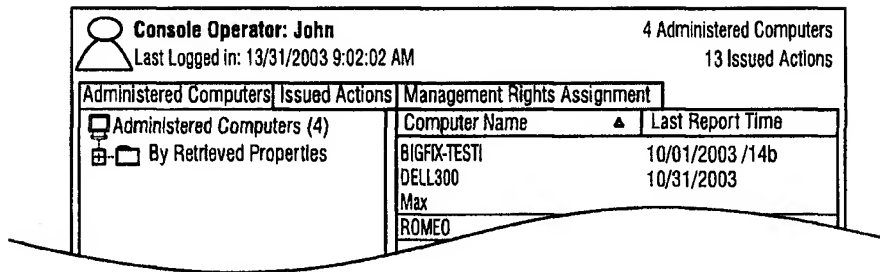 Console Operator: John
4 Administered Computers
Last Logged in: 13/31/2003 9:02:02 AM
13 Issued Actions
Administered Computers Issued Actions Management Rights Assignment
Administered Computers (4)
By Retrieved Properties
Computer Name ▲ Last Report Time
BIGFIX-TESTI 10/01/2003 /14b
DELL300 10/31/2003
Max
ROMEO